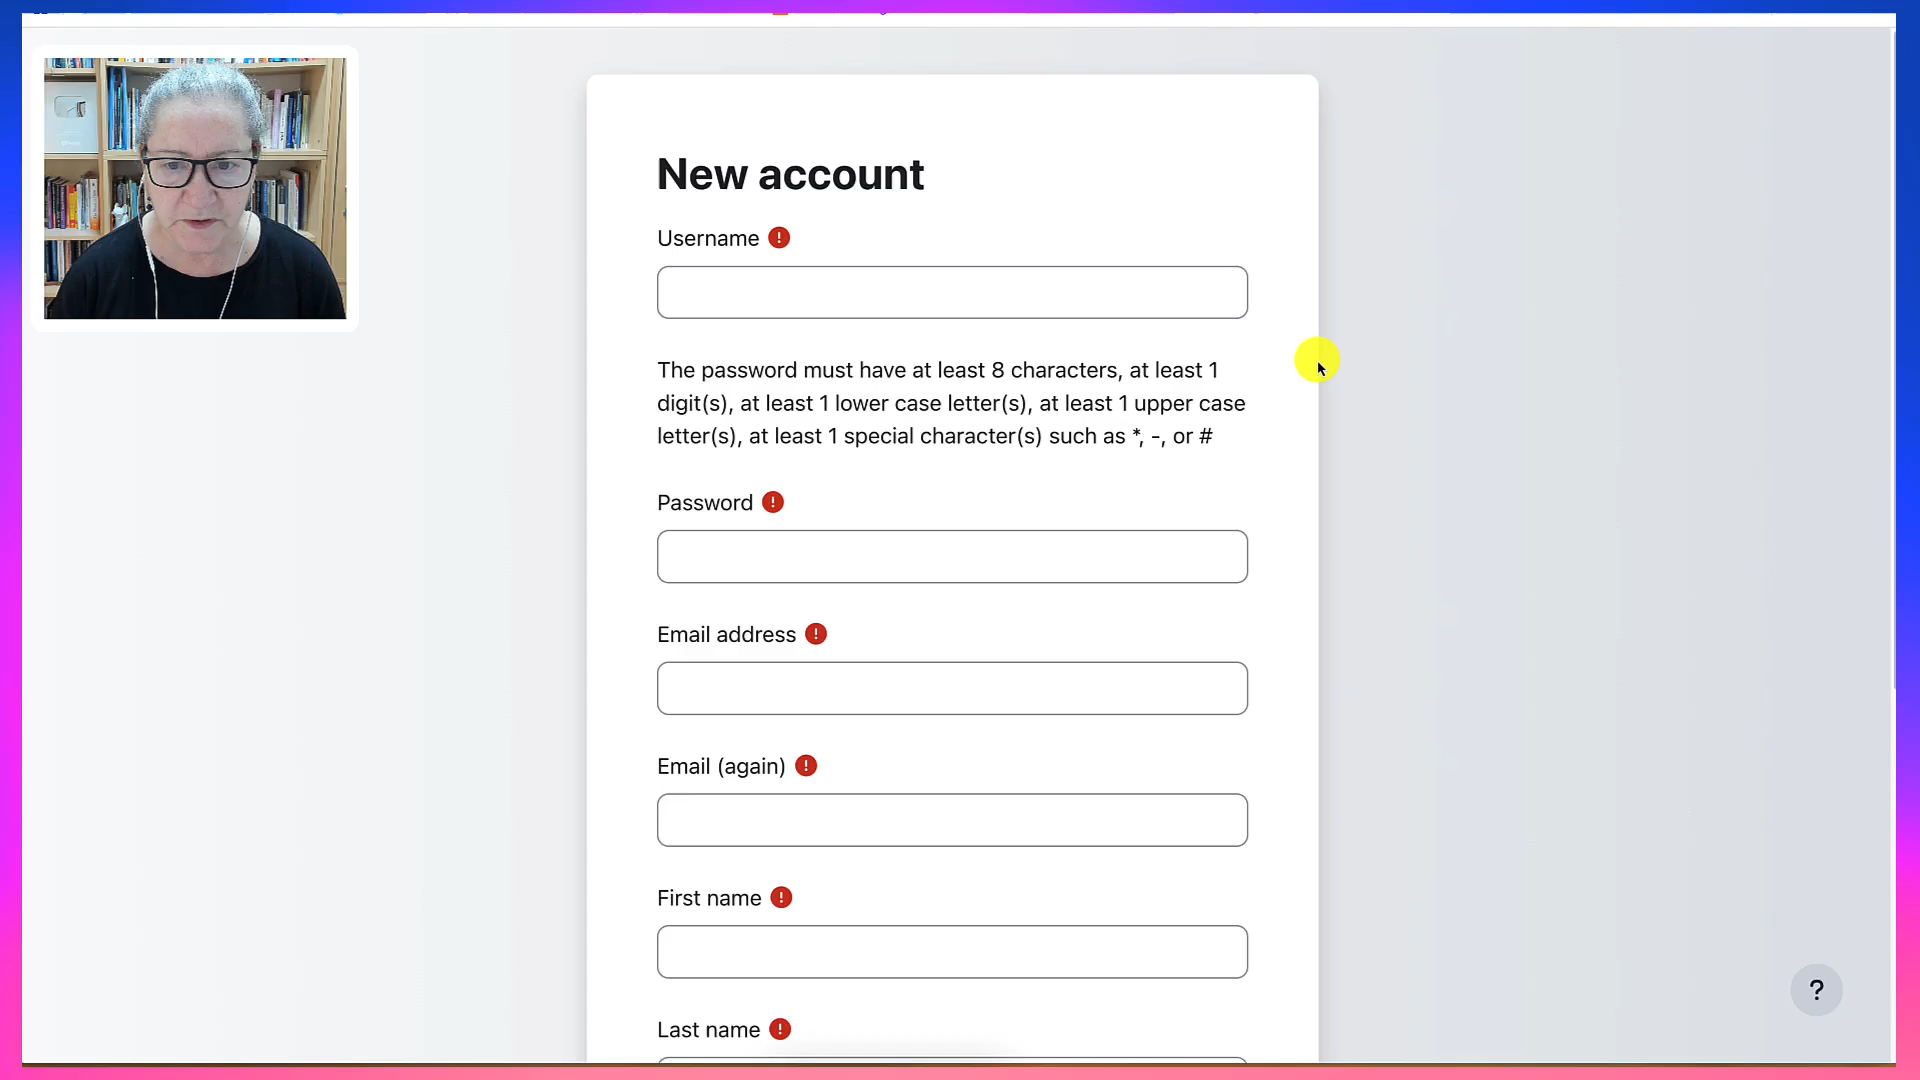 New account
Username
The password must have at least 8 characters, at least 1
digit(s), at least 1 lower case letter(s), at least 1 upper case
letter(s), at least 1 special character(s) such as *, -, or #
Password
Email address
Email (again)
First name
Last name
?